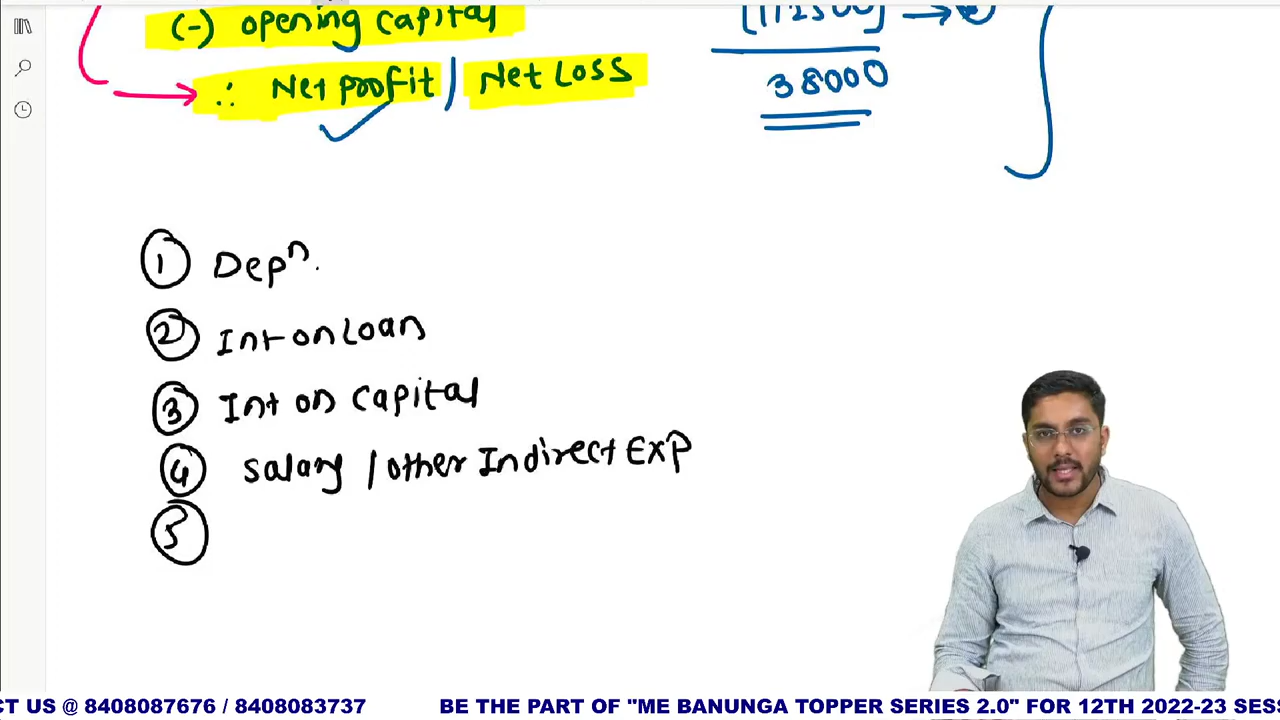 (-) opening capital
[112500]
∴ Net profit / Net Loss
38000
1 Depⁿ.
2 Int on Loan
3 Int on capital
4 salary / other Indirect Exp
5
CT US @ 8408087676 / 8408083737 BE THE PART OF "ME BANUNGA TOPPER SERIES 2.0" FOR 12TH 2022-23 SESS